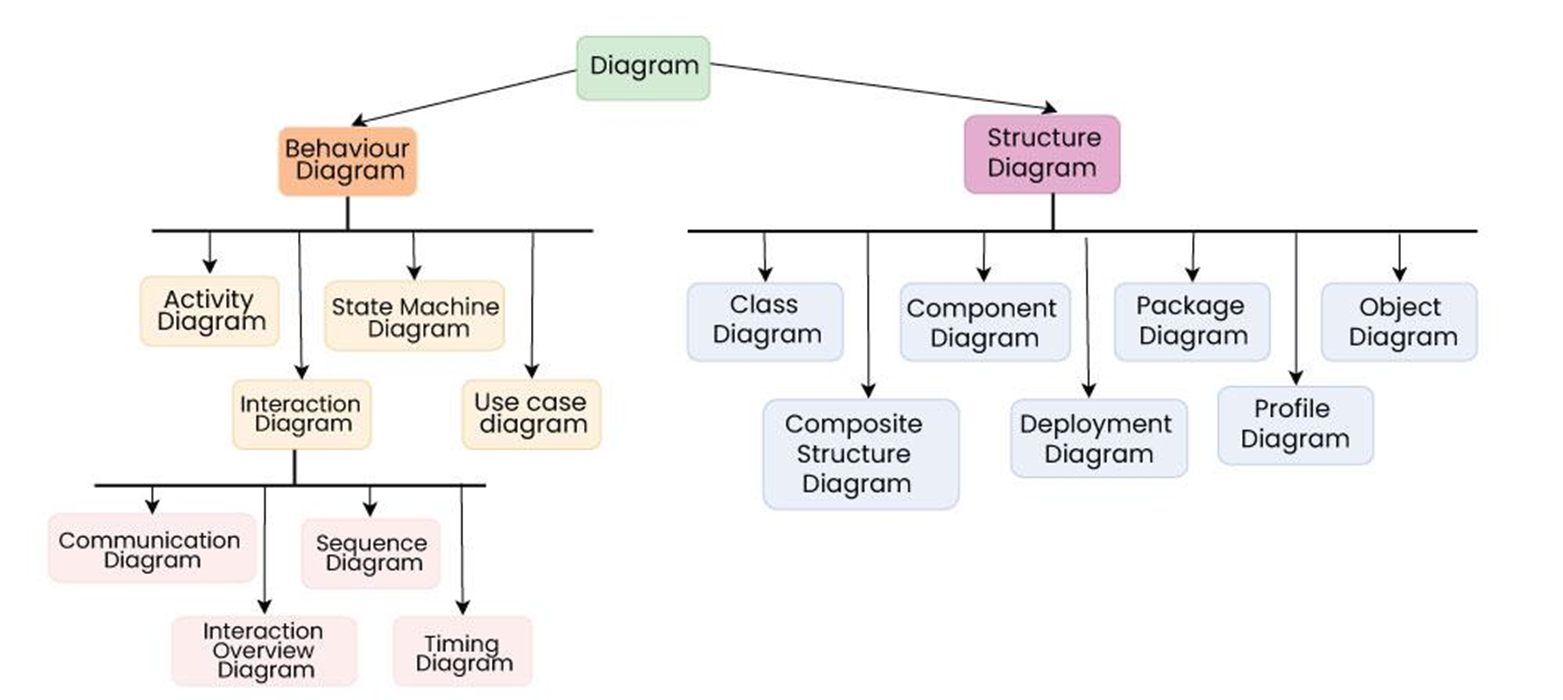 Diagram
Behaviour
Diagram
Structure
Diagram
Activity
Diagram
State Machine
Diagram
Interaction
Diagram
Use case
diagram
Communication
Diagram
Sequence
Diagram
Interaction
Overview
Diagram
Timing
Diagram
Class
Diagram
Component
Diagram
Package
Diagram
Object
Diagram
Composite
Structure
Diagram
Deployment
Diagram
Profile
Diagram